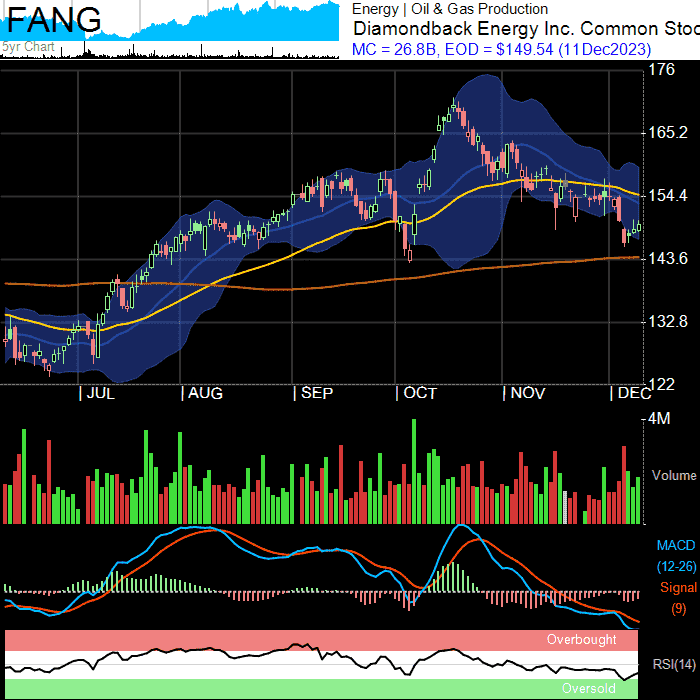 FANG
5yr Chart
Energy | Oil & Gas Production
Diamondback Energy Inc. Common Stoc
MC = 26.8B, EOD = $149.54 (11Dec2023)
176
165.2
154.4
143.6
132.8
122
| JUL | AUG | SEP | OCT | NOV | DEC
4M
Volume
MACD
(12-26)
Signal
(9)
Overbought
RSI(14)
Oversold